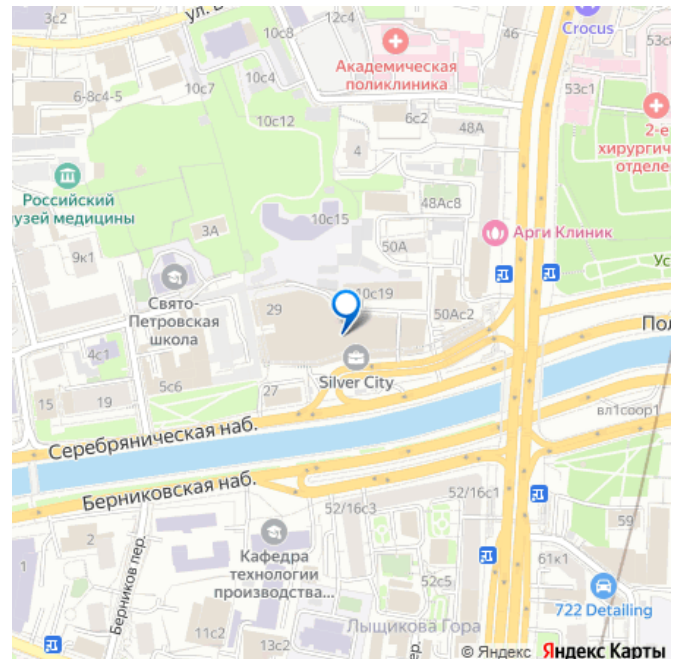 ул. В
12с4
46
Crocus
53с8
10с8
Академическая
поликлиника
10с4
6-8с4-5
10с7
53с1
10с12
6с2
48А
2-е
хирургич
отделе
4
Российский
узей медицины
48Ас8
10с15
3А
Арги Клиник
50А
9к1
Ус
Свято-
Петровская
школа
10с19
29
50Ас2
Пол
4с1
Silver City
5с6
27
15
19
вл1соор1
Серебряническая наб.
Берниковская наб.
52/16с3
52/16с1
59
2
Кафедра
технологии
производства...
61к1
1
Берников пер.
52с5
722 Detailing
Лыщикова Гора
11с2
13с2
© Яндекс Яндекс Карты